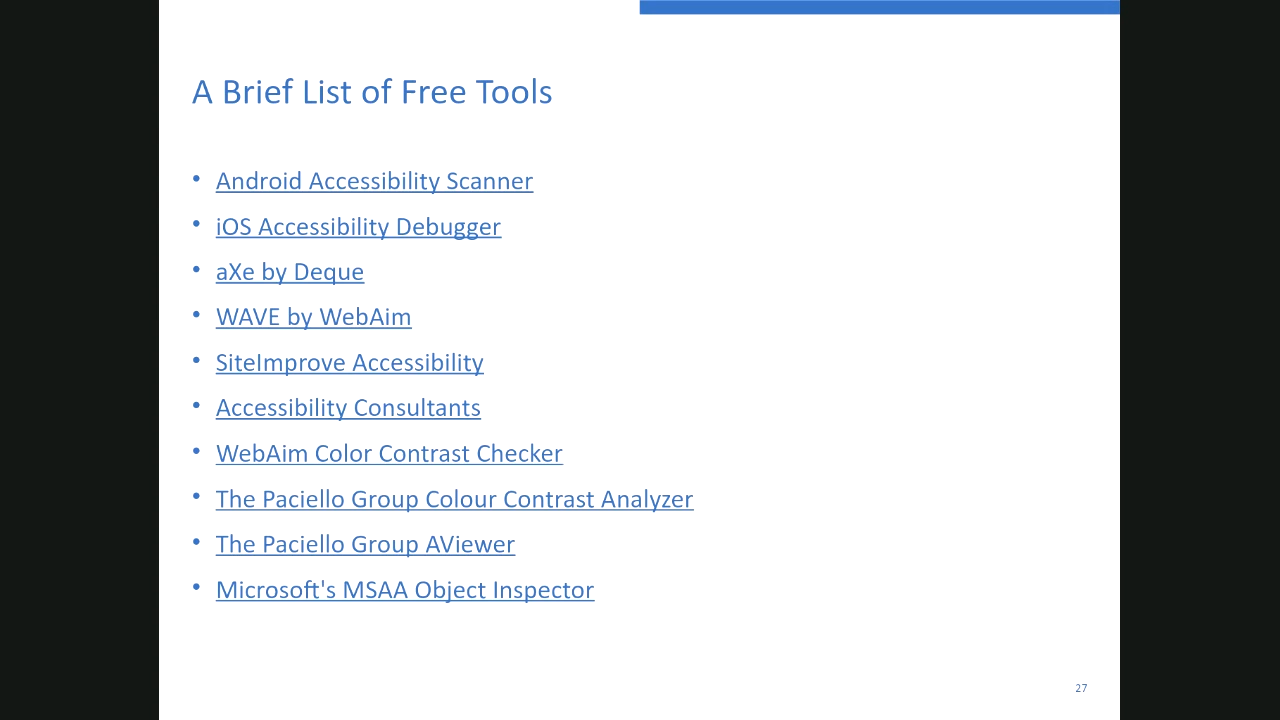 A Brief List of Free Tools
• Android Accessibility Scanner
• iOS Accessibility Debugger
• aXe by Deque
• WAVE by WebAim
• SiteImprove Accessibility
• Accessibility Consultants
• WebAim Color Contrast Checker
• The Paciello Group Colour Contrast Analyzer
• The Paciello Group AViewer
• Microsoft's MSAA Object Inspector
27